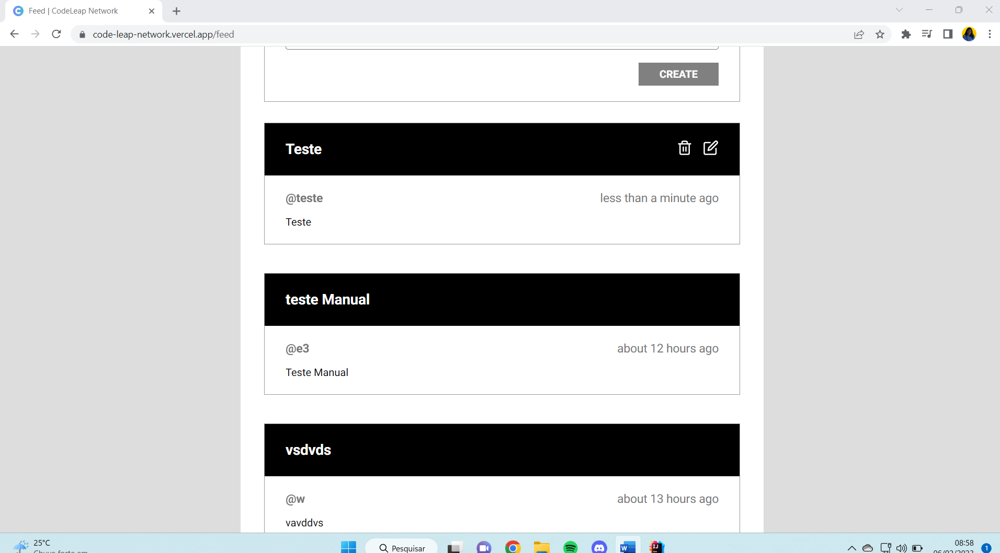 Feed | CodeLeap Network
code-leap-network.vercel.app/feed
CREATE
Teste
@teste
less than a minute ago
Teste
teste Manual
@e3
about 12 hours ago
Teste Manual
vsdvds
@w
about 13 hours ago
vavddvs
25°C
Chuva forte em
Pesquisar
W
IJ
08:58
06/02/2023
1